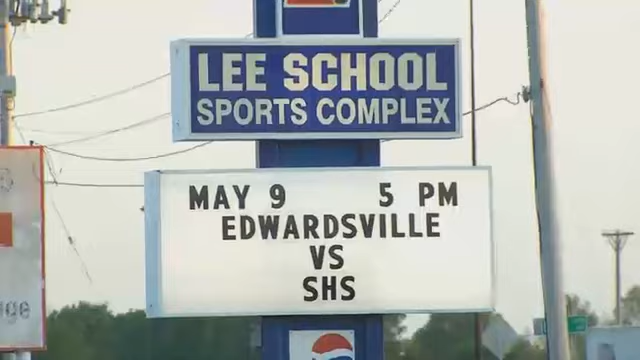 LEE SCHOOL
SPORTS COMPLEX
MAY 9 5 PM
EDWARDSVILLE
VS
SHS